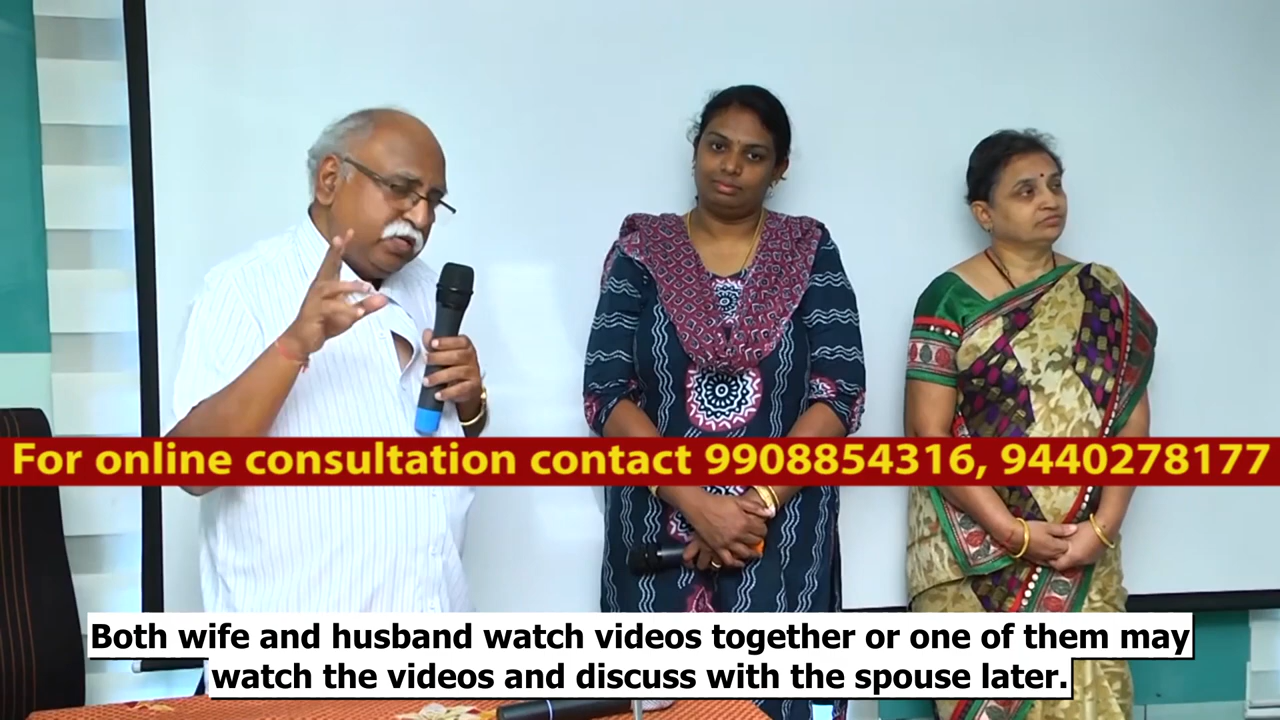 For online consultation contact 9908854316, 9440278177
Both wife and husband watch videos together or one of them may
watch the videos and discuss with the spouse later.